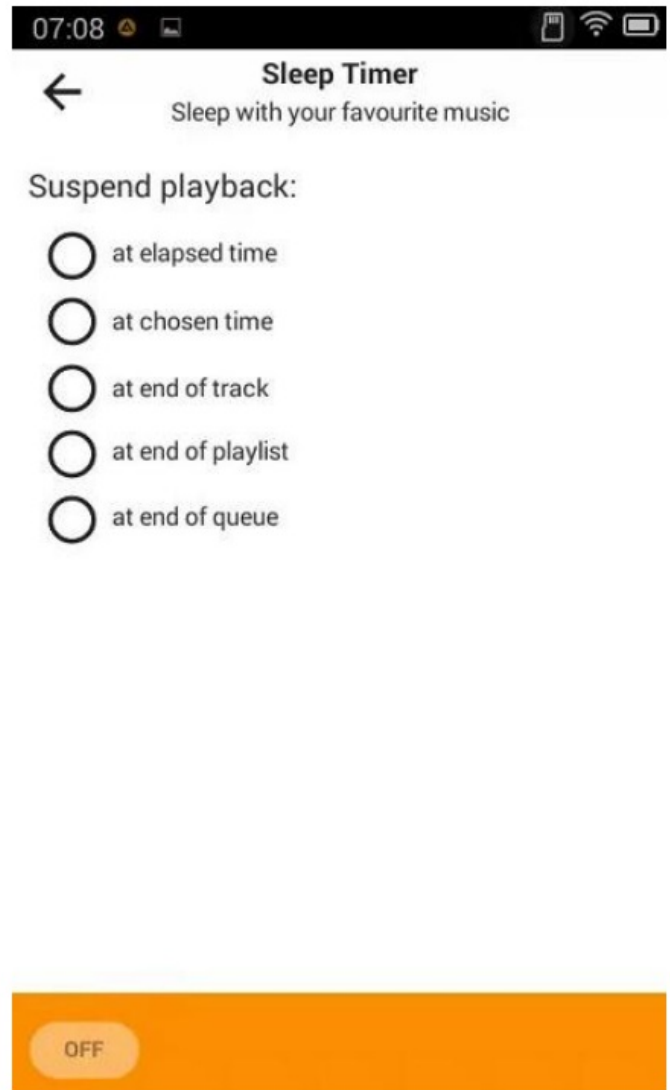 07:08
Sleep Timer
Sleep with your favourite music
Suspend playback:
at elapsed time
at chosen time
at end of track
at end of playlist
at end of queue
OFF